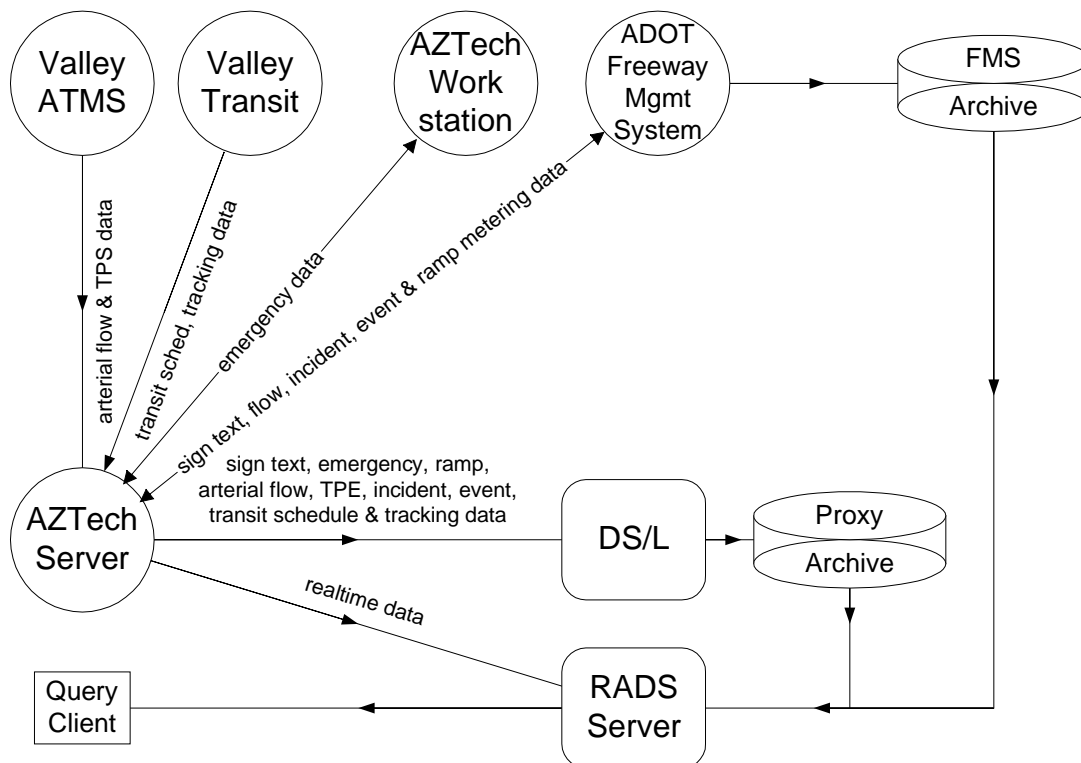 Valley
ATMS
Valley
Transit
AZTech
Work
station
ADOT
Freeway
Mgmt
System
FMS
Archive
arterial flow & TPS data
transit sched, tracking data
emergency data
sign text, flow, incident, event & ramp metering data
sign text, emergency, ramp,
arterial flow, TPE, incident, event,
transit schedule & tracking data
AZTech
Server
DS/L
Proxy
Archive
realtime data
Query
Client
RADS
Server